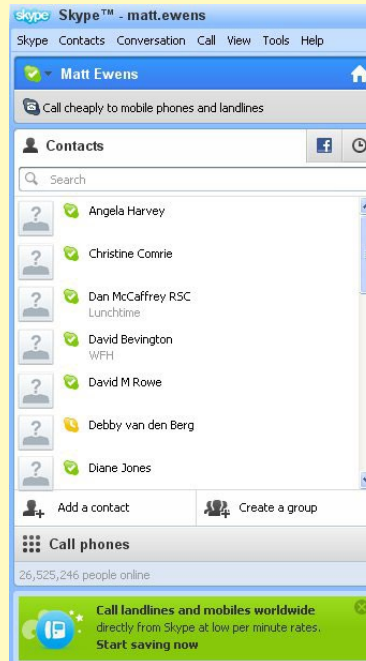 skype Skype™ - matt.ewens
Skype Contacts Conversation Call View Tools Help
Matt Ewens
Call cheaply to mobile phones and landlines
Contacts
Search
Angela Harvey
Christine Comrie
Dan McCaffrey RSC
Lunchtime
David Bevington
WFH
David M Rowe
Debby van den Berg
Diane Jones
Add a contact Create a group
Call phones
26,525,246 people online
Call landlines and mobiles worldwide
directly from Skype at low per minute rates.
Start saving now